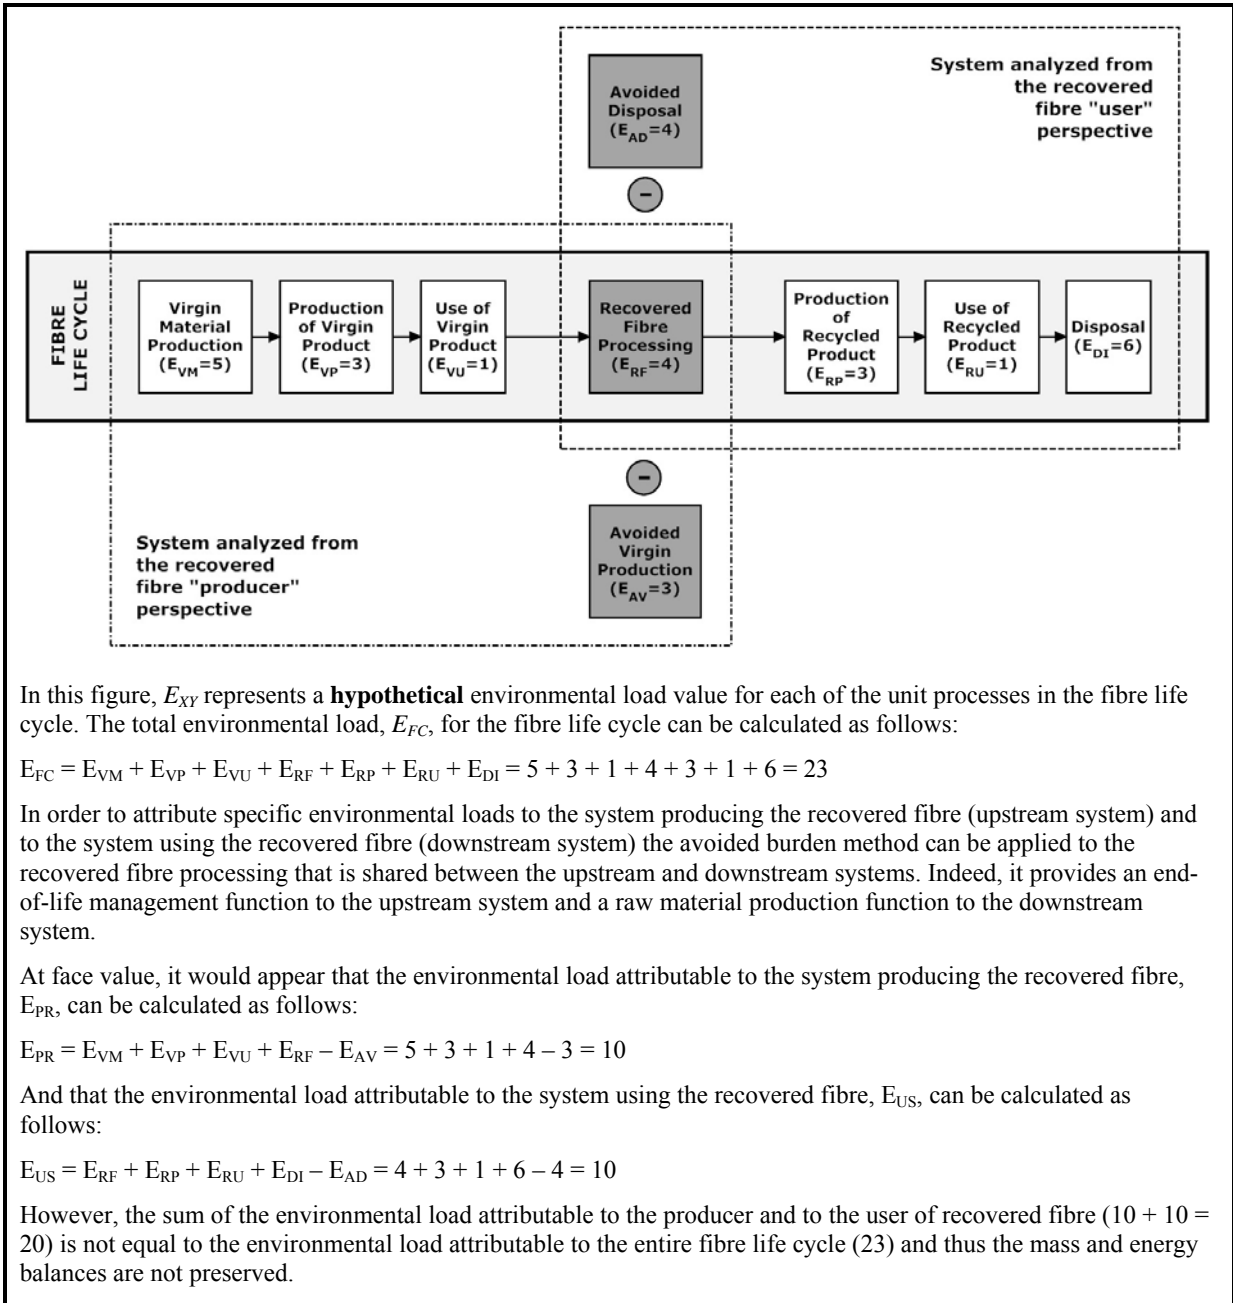 Avoided
Disposal
(E_AD=4)
System analyzed from
the recovered
fibre "user"
perspective
-
FIBRE
LIFE CYCLE
Virgin
Material
Production
(E_VM=5)
Production
of Virgin
Product
(E_VP=3)
Use of
Virgin
Product
(E_VU=1)
Recovered
Fibre
Processing
(E_RF=4)
Production
of
Recycled
Product
(E_RP=3)
Use of
Recycled
Product
(E_RU=1)
Disposal
(E_DI=6)
-
System analyzed from
the recovered
fibre "producer"
perspective
Avoided
Virgin
Production
(E_AV=3)
In this figure, E_XY represents a hypothetical environmental load value for each of the unit processes in the fibre life
cycle. The total environmental load, E_FC, for the fibre life cycle can be calculated as follows:
E_FC = E_VM + E_VP + E_VU + E_RF + E_RP + E_RU + E_DI = 5 + 3 + 1 + 4 + 3 + 1 + 6 = 23
In order to attribute specific environmental loads to the system producing the recovered fibre (upstream system) and
to the system using the recovered fibre (downstream system) the avoided burden method can be applied to the
recovered fibre processing that is shared between the upstream and downstream systems. Indeed, it provides an end-
of-life management function to the upstream system and a raw material production function to the downstream
system.
At face value, it would appear that the environmental load attributable to the system producing the recovered fibre,
E_PR, can be calculated as follows:
E_PR = E_VM + E_VP + E_VU + E_RF – E_AV = 5 + 3 + 1 + 4 – 3 = 10
And that the environmental load attributable to the system using the recovered fibre, E_US, can be calculated as
follows:
E_US = E_RF + E_RP + E_RU + E_DI – E_AD = 4 + 3 + 1 + 6 – 4 = 10
However, the sum of the environmental load attributable to the producer and to the user of recovered fibre (10 + 10 =
20) is not equal to the environmental load attributable to the entire fibre life cycle (23) and thus the mass and energy
balances are not preserved.